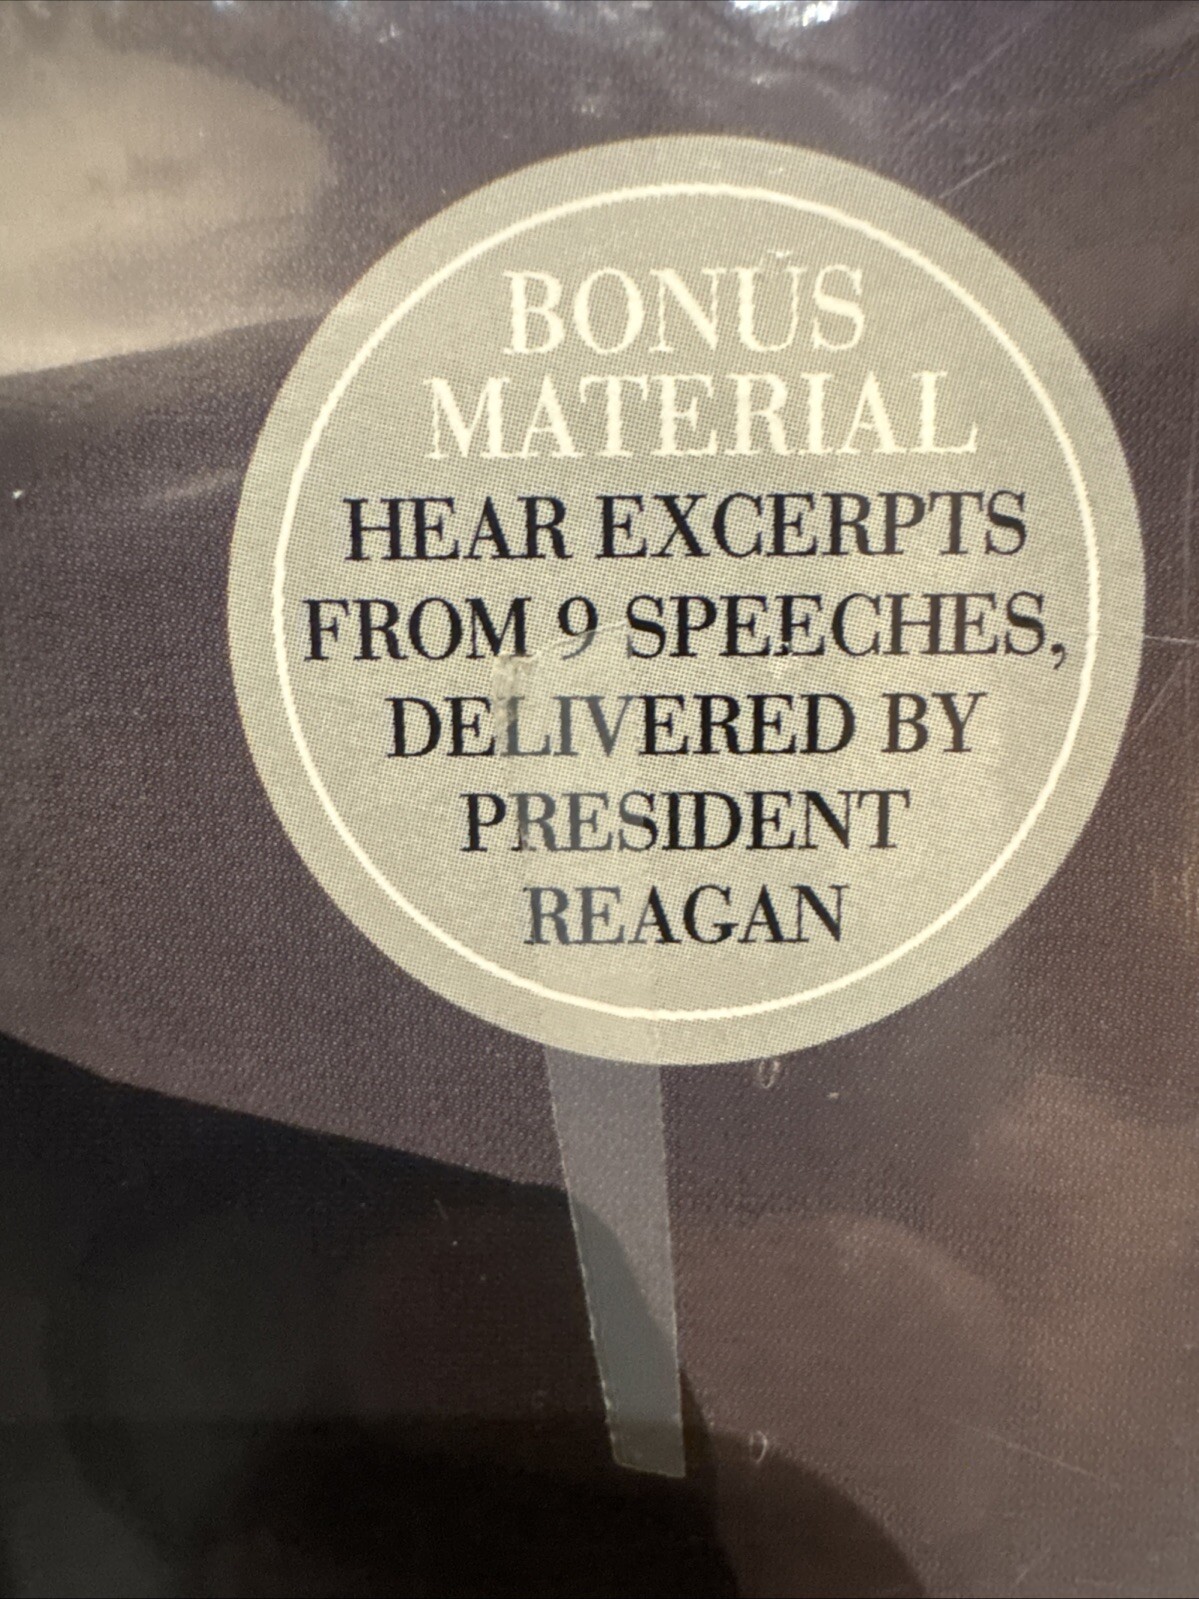 BONUS
MATERIAL
HEAR EXCERPTS
FROM 9 SPEECHES,
DELIVERED BY
PRESIDENT
REAGAN